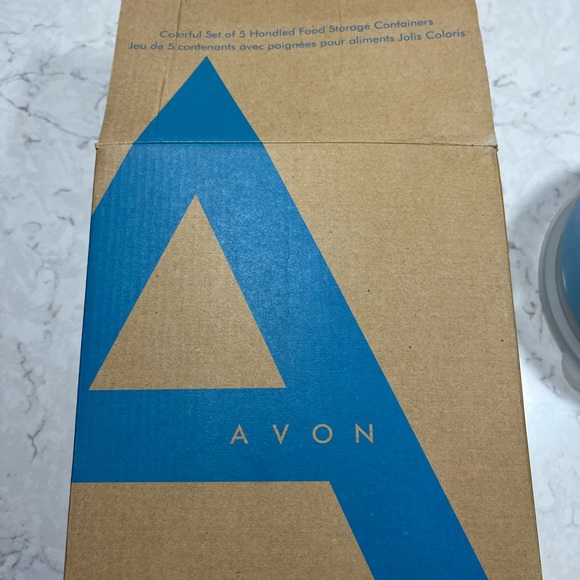 Colorful Set of 5 Handled Food Storage Containers
Jeu de 5 contenants avec poignées pour aliments Jolis Coloris
AVON